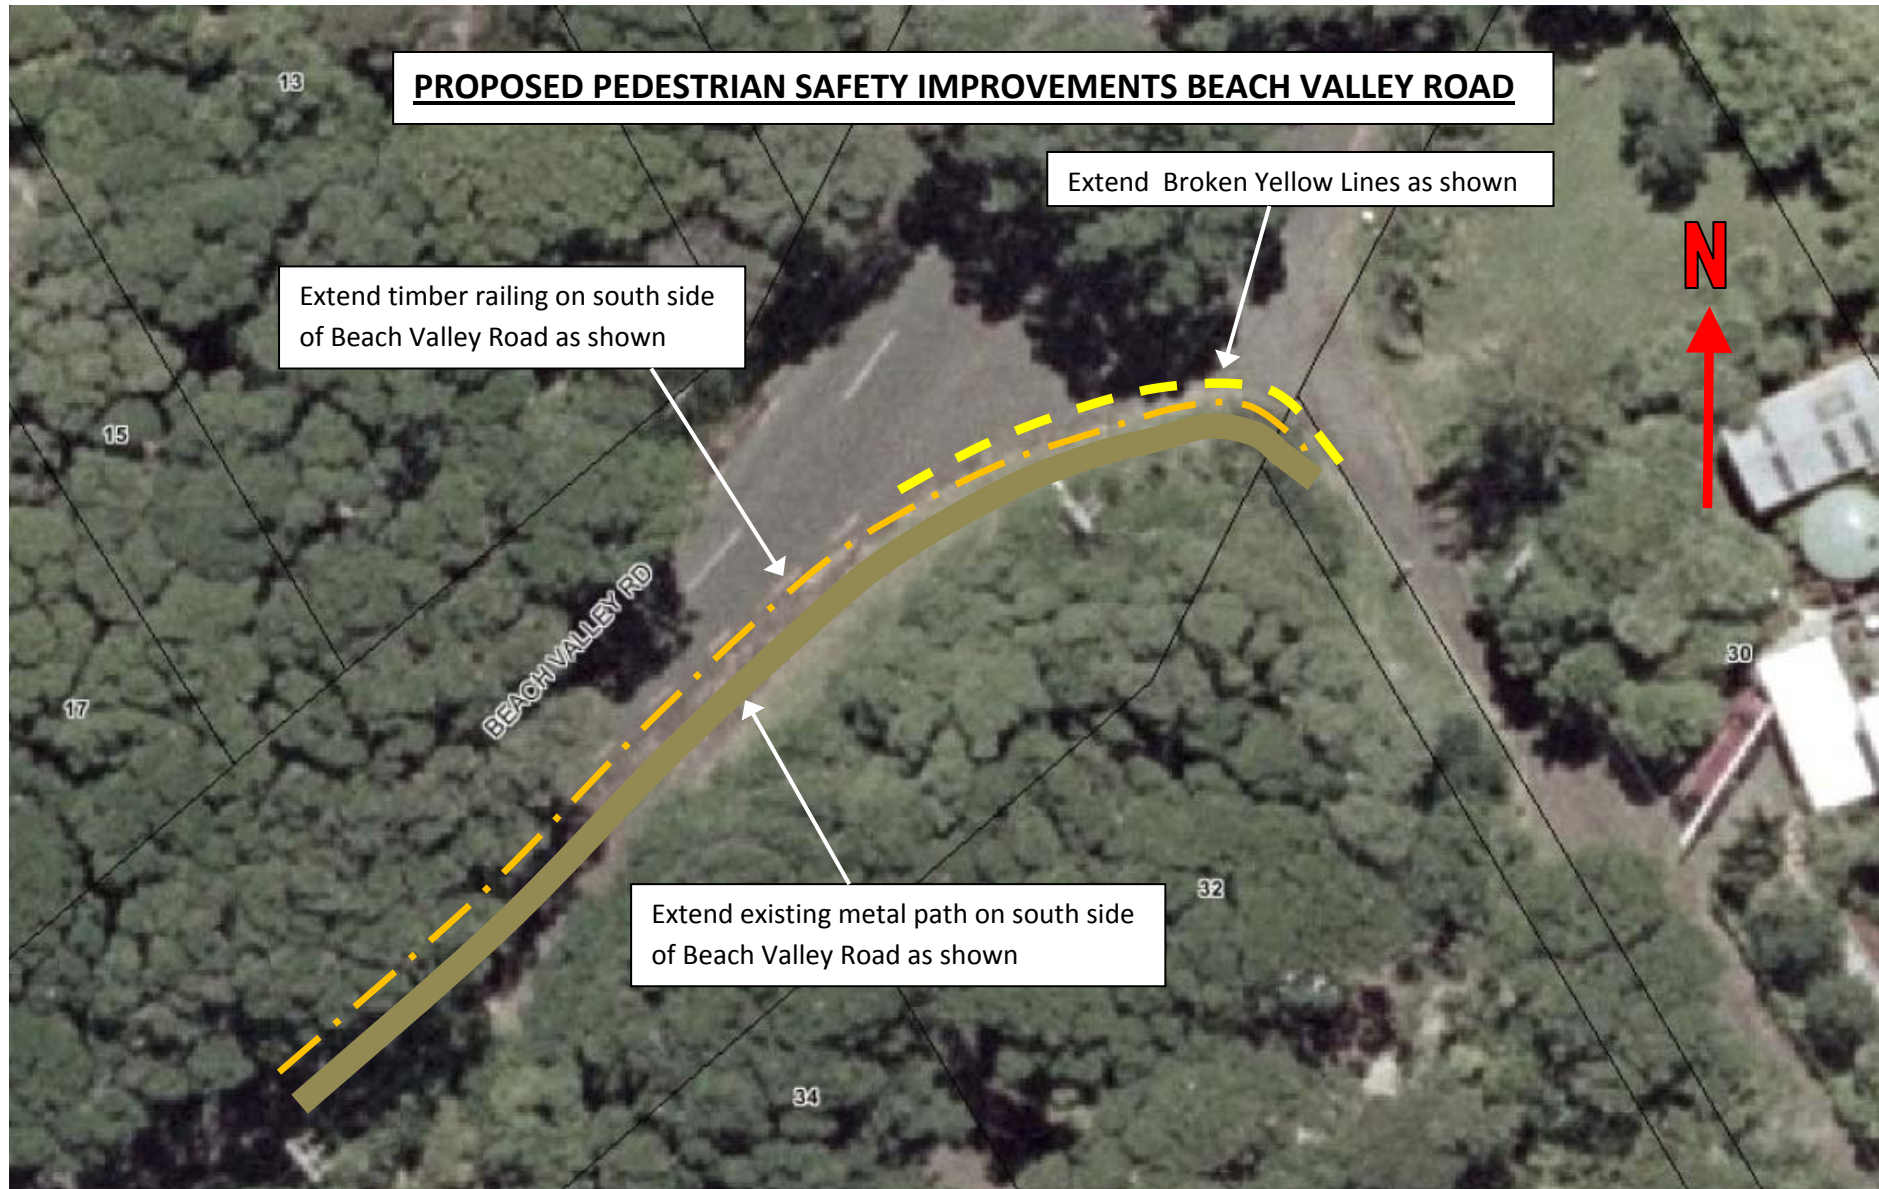 13
PROPOSED PEDESTRIAN SAFETY IMPROVEMENTS BEACH VALLEY ROAD
Extend Broken Yellow Lines as shown
N
Extend timber railing on south side
of Beach Valley Road as shown
15
BEACH VALLEY RD
30
17
32
Extend existing metal path on south side
of Beach Valley Road as shown
34